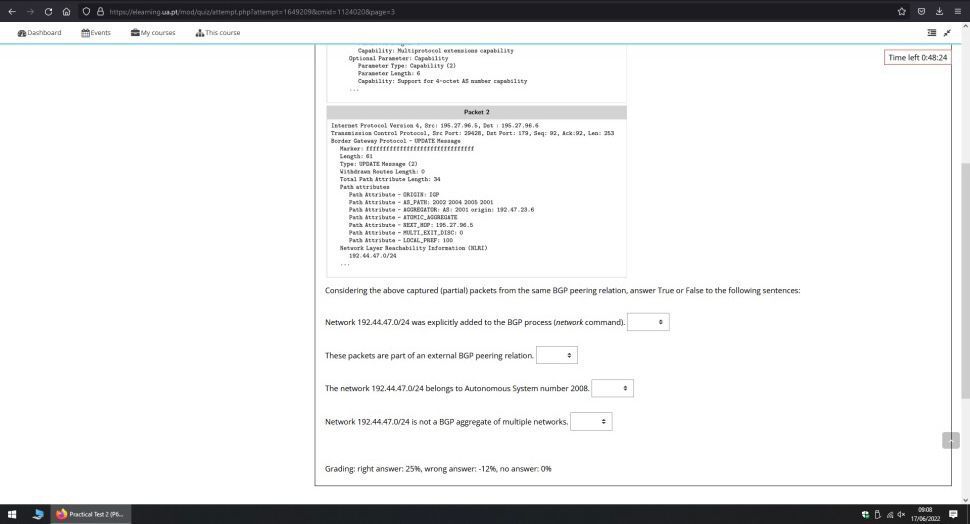 https://elearning.ua.pt/mod/quiz/attempt.php?attempt=1649209&cmid=1124020&page=3
Dashboard Events My courses This course
Time left 0:48:24
Capability: Multiprotocol extensions capability
Optional Parameter: Capability
Parameter Type: Capability (2)
Parameter Length: 6
Capability: Support for 4-octet AS number capability
...
Packet 2
Internet Protocol Version 4, Src: 195.27.96.5, Dst : 195.27.96.6
Transmission Control Protocol, Src Port: 29428, Dst Port: 179, Seq: 92, Ack:92, Len: 253
Border Gateway Protocol - UPDATE Message
Marker: ffffffffffffffffffffffffffffffff
Length: 61
Type: UPDATE Message (2)
Withdrawn Routes Length: 0
Total Path Attribute Length: 34
Path attributes
Path Attribute - ORIGIN: IGP
Path Attribute - AS_PATH: 2002 2004 2005 2001
Path Attribute - AGGREGATOR: AS: 2001 origin: 192.47.23.6
Path Attribute - ATOMIC_AGGREGATE
Path Attribute - NEXT_HOP: 195.27.96.5
Path Attribute - MULTI_EXIT_DISC: 0
Path Attribute - LOCAL_PREF: 100
Network Layer Reachability Information (NLRI)
192.44.47.0/24
...
Considering the above captured (partial) packets from the same BGP peering relation, answer True or False to the following sentences:
Network 192.44.47.0/24 was explicitly added to the BGP process (network command).
These packets are part of an external BGP peering relation.
The network 192.44.47.0/24 belongs to Autonomous System number 2008.
Network 192.44.47.0/24 is not a BGP aggregate of multiple networks.
Grading: right answer: 25%, wrong answer: -12%, no answer: 0%
Practical Test 2 (P6...
09:08
17/06/2022